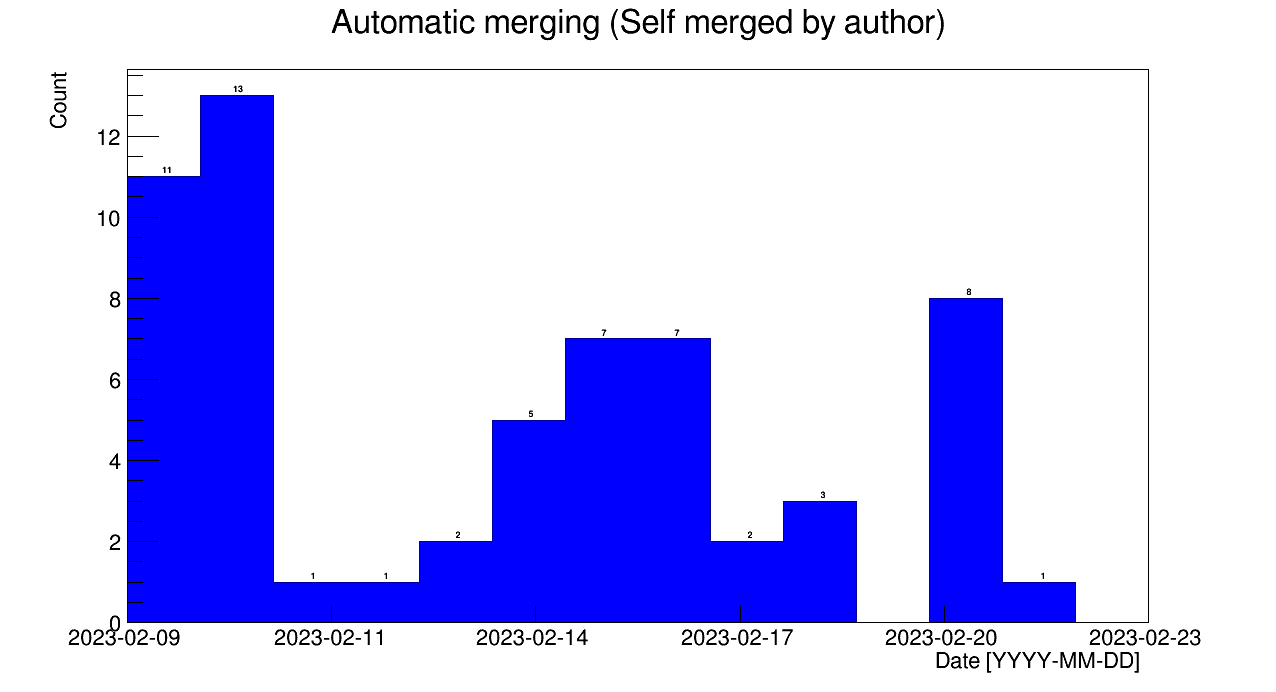 Automatic merging (Self merged by author)
Count
13
12
11
10
8
8
7 7
6
5
4
3
2
2 2
1 1 1
0
2023-02-09 2023-02-11 2023-02-14 2023-02-17 2023-02-20 2023-02-23
Date [YYYY-MM-DD]